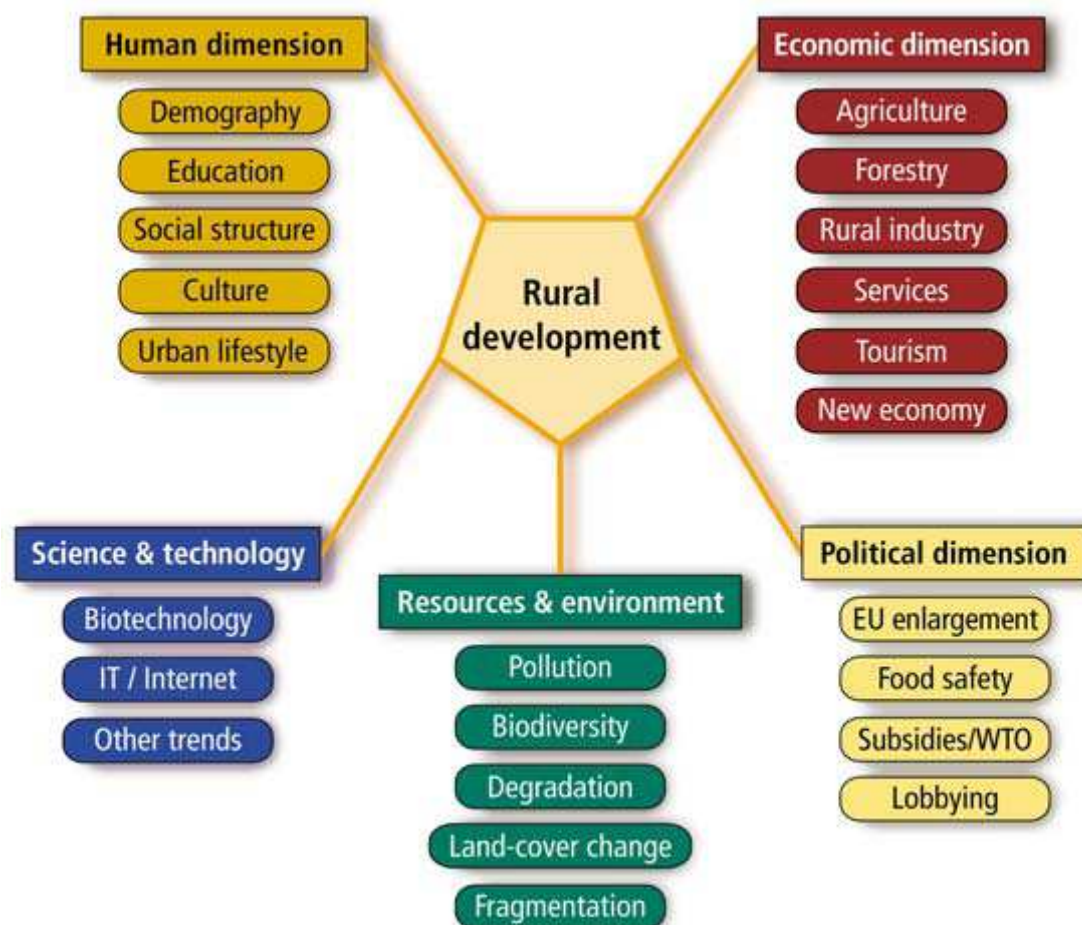 Human dimension
Demography
Education
Social structure
Culture
Urban lifestyle
Economic dimension
Agriculture
Forestry
Rural industry
Services
Tourism
New economy
Rural
development
Science & technology
Biotechnology
IT / Internet
Other trends
Resources & environment
Pollution
Biodiversity
Degradation
Land-cover change
Fragmentation
Political dimension
EU enlargement
Food safety
Subsidies/WTO
Lobbying